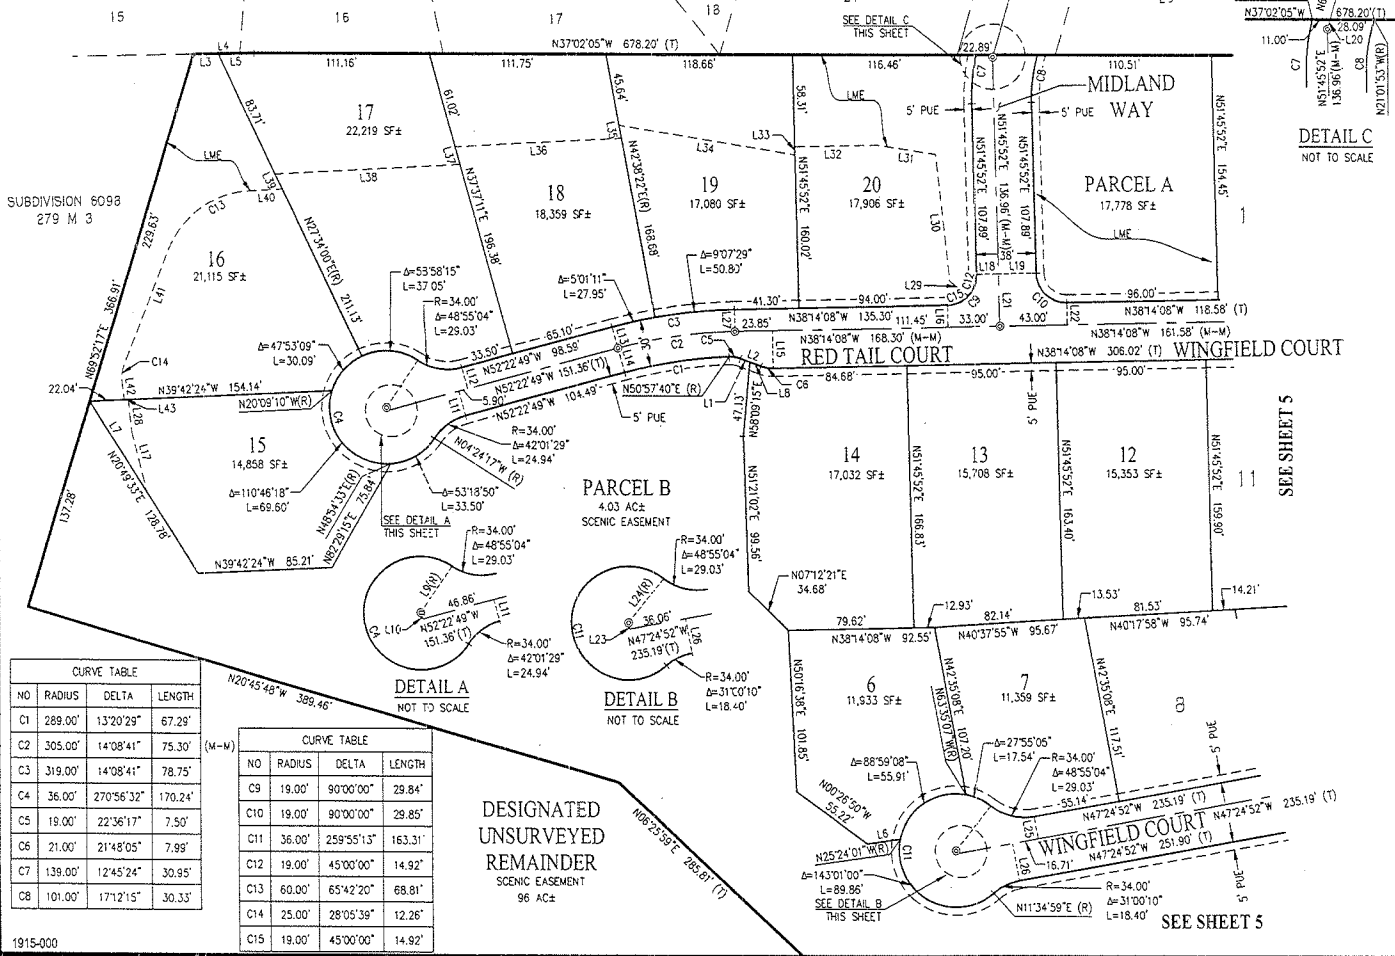 15
16
17
18
N37°02'05"W 678.20' (T)
SEE DETAIL C
THIS SHEET
22.89'
L4
L3
L5
111.16'
111.75'
118.66'
116.46'
110.51'
N37°02'05"W 678.20'(T)
28.09'
L20
11.00'
C7
N51°45'52"E
136.96'(M-M)
C8
N21°01'53"W(R)
DETAIL C
NOT TO SCALE
MIDLAND
WAY
5' PUE
5' PUE
C7
C8
N51°45'52"E 107.89'
N51°45'52"E 136.96' (M-M)
N51°45'52"E 107.89'
N51°45'52"E 154.45'
PARCEL A
17,778 SF±
LME
1
SUBDIVISION 6098
279 M 3
83.71'
17
22,219 SF±
61.02'
45.64'
58.31'
LME
LME
L39
L40
L38
L37
L36
L35
L34
L33
L32
L31
L30
L29
C13
229.63'
N69°52'17"E 366.91'
16
21,115 SF±
L41
C14
L42
N27°34'00"E(R) 211.13'
N37°37'11"E 196.38'
18
18,359 SF±
N42°38'22"E(R) 168.68'
19
17,080 SF±
N51°45'52"E 160.02'
20
17,906 SF±
Δ=53°58'15"
L=37.05'
R=34.00'
Δ=48°55'04"
L=29.03'
Δ=5°01'11"
L=27.95'
Δ=9°07'29"
L=50.80'
Δ=47°53'09"
L=30.09'
33.50'
65.10'
N52°22'49"W 98.59'
N52°22'49"W 151.36'(T)
N52°22'49"W 104.49'
L12
5.90'
L11
L13
L14
30'
C3
C2
C1
C5
L27
41.30'
94.00'
23.85'
N38°14'08"W 135.30'
111.45'
N38°14'08"W 168.30' (M-M)
L15
L16
C15
C12
C9
L18
38'
L19
L21
C10
L22
33.00'
43.00'
96.00'
N38°14'08"W 118.58' (T)
N38°14'08"W 161.58' (M-M)
RED TAIL COURT
N38°14'08"W 306.02' (T)
WINGFIELD COURT
L2
L1
L8
C6
84.68'
95.00'
95.00'
5' PUE
5' PUE
N50°57'40"E (R)
22.04'
N39°42'24"W 154.14'
N20°09'10"W(R)
L43
L28
L17
L7
C4
15
14,858 SF±
N20°49'33"E 128.78'
137.28'
Δ=110°46'18"
L=69.60'
N48°54'33"E(R)
N82°29'15"E 75.84'
N39°42'24"W 85.21'
SEE DETAIL A
THIS SHEET
R=34.00'
Δ=42°01'29"
L=24.94'
N04°24'17"W (R)
Δ=53°18'50"
L=33.50'
PARCEL B
4.03 AC±
SCENIC EASEMENT
47.13'
N58°09'51"E
N51°21'02"E 99.56'
14
17,032 SF±
N51°45'52"E 166.83'
13
15,708 SF±
N51°45'52"E 163.40'
12
15,353 SF±
N51°45'52"E 159.90'
11
SEE SHEET 5
N07°12'21"E
34.68'
79.62'
12.93'
82.14'
13.53'
81.53'
14.21'
N38°14'08"W 92.55'
N40°37'55"W 95.67'
N40°17'58"W 95.74'
R=34.00'
Δ=48°55'04"
L=29.03'
L9(R)
46.86'
L10
L11
C4
N52°22'49"W
151.36'(T)
R=34.00'
Δ=42°01'29"
L=24.94'
DETAIL A
NOT TO SCALE
R=34.00'
Δ=48°55'04"
L=29.03'
L24(R)
36.06'
C11
L23
N47°24'52"W
235.19'(T)
L26
R=34.00'
Δ=31°00'10"
L=18.40'
DETAIL B
NOT TO SCALE
N20°45'48"W 389.46'
N06°25'59"E 285.81' (T)
DESIGNATED
UNSURVEYED
REMAINDER
SCENIC EASEMENT
96 AC±
N50°16'38"E 101.85'
6
11,933 SF±
N42°35'08"E 107.20'
N63°35'07"W(R)
7
11,359 SF±
N42°35'08"E 117.51'
8
Δ=27°55'05"
L=17.54'
R=34.00'
Δ=48°55'04"
L=29.03'
Δ=88°59'08"
L=55.91'
N00°26'50"W
55.22'
L6
N25°24'01"W(R)
C11
Δ=143°01'00"
L=89.86'
SEE DETAIL B
THIS SHEET
55.14'
N47°24'52"W 235.19' (T)
N47°24'52"W 235.19' (T)
WINGFIELD COURT
L25
16.71'
L26
N47°24'52"W 251.90' (T)
5' PUE
5' PUE
R=34.00'
Δ=31°00'10"
L=18.40'
N11°34'59"E (R)
SEE SHEET 5
CURVE TABLE
NO RADIUS DELTA LENGTH
C1 289.00' 13°20'29" 67.29'
C2 305.00' 14°08'41" 75.30' (M-M)
C3 319.00' 14°08'41" 78.75'
C4 36.00' 270°56'32" 170.24'
C5 19.00' 22°36'17" 7.50'
C6 21.00' 21°48'05" 7.99'
C7 139.00' 12°45'24" 30.95'
C8 101.00' 17°12'15" 30.33'
CURVE TABLE
NO RADIUS DELTA LENGTH
C9 19.00' 90°00'00" 29.84'
C10 19.00' 90°00'00" 29.85'
C11 36.00' 259°55'13" 163.31'
C12 19.00' 45°00'00" 14.92'
C13 60.00' 65°42'20" 68.81'
C14 25.00' 28°05'39" 12.26'
C15 19.00' 45°00'00" 14.92'
1915-000